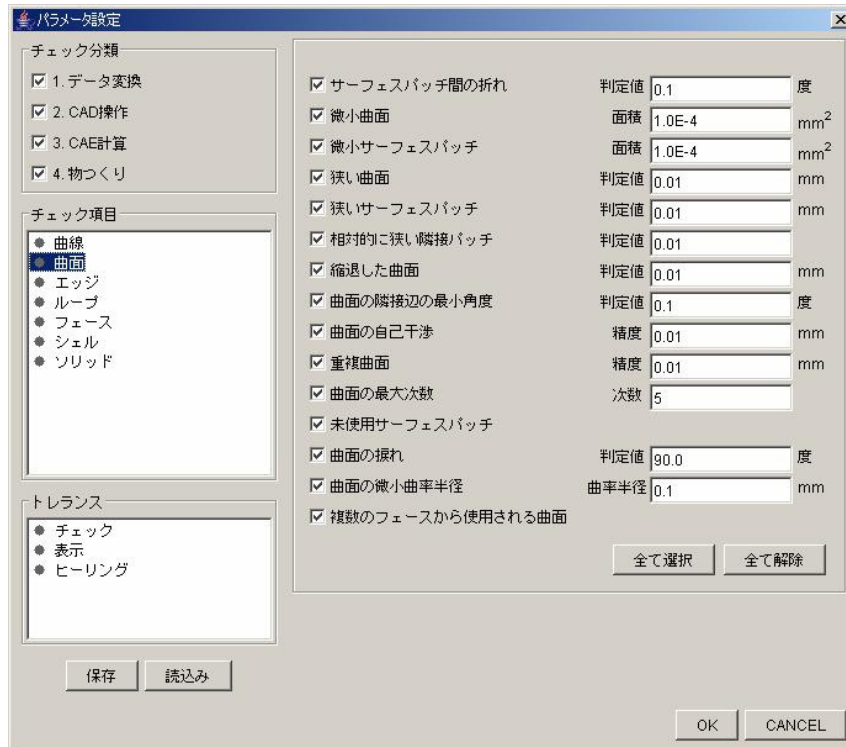 パラメータ設定
チェック分類
1. データ変換
2. CAD操作
3. CAE計算
4. 物つくり
チェック項目
曲線
曲面
エッジ
ループ
フェース
シェル
ソリッド
トレランス
チェック
表示
ヒーリング
保存 読込み
サーフェスパッチ間の折れ 判定値 0.1 度
微小曲面 面積 1.0E-4 mm²
微小サーフェスパッチ 面積 1.0E-4 mm²
狭い曲面 判定値 0.01 mm
狭いサーフェスパッチ 判定値 0.01 mm
相対的に狭い隣接パッチ 判定値 0.01
縮退した曲面 判定値 0.01 mm
曲面の隣接辺の最小角度 判定値 0.1 度
曲面の自己干渉 精度 0.01 mm
重複曲面 精度 0.01 mm
曲面の最大次数 次数 5
未使用サーフェスパッチ
曲面の捩れ 判定値 90.0 度
曲面の微小曲率半径 曲率半径 0.1 mm
複数のフェースから使用される曲面
全て選択 全て解除
OK CANCEL